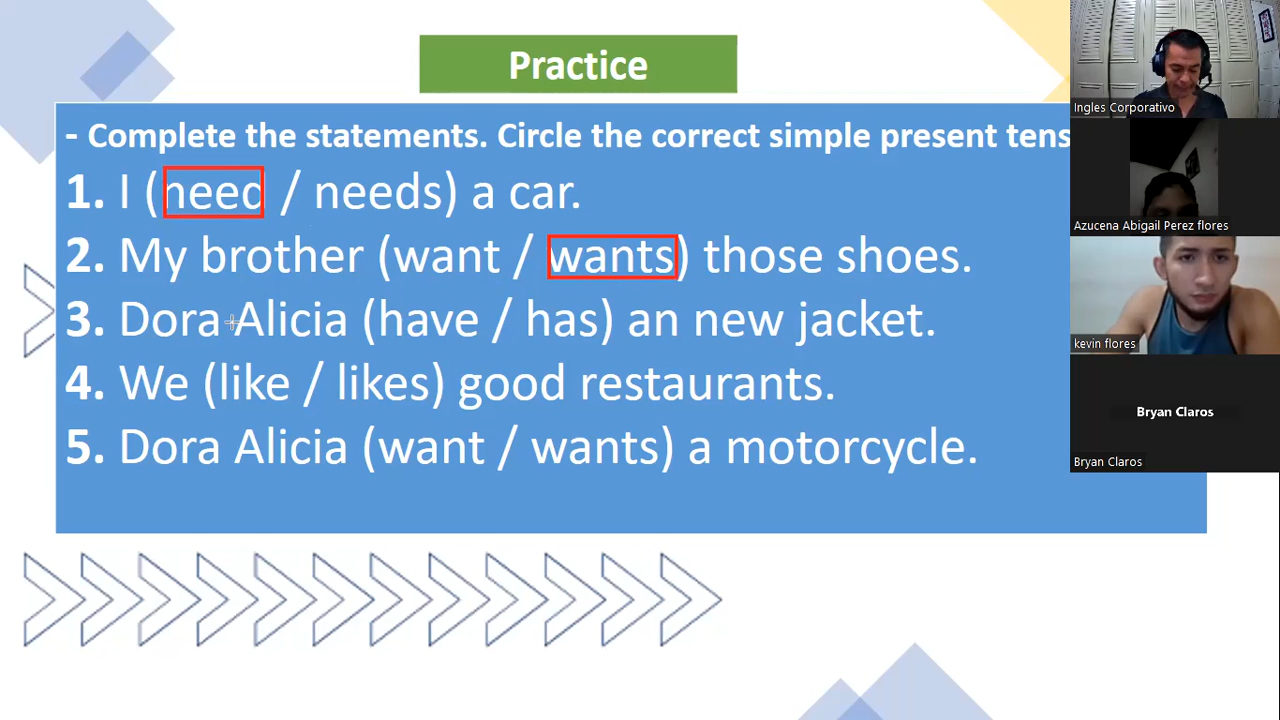 Practice
- Complete the statements. Circle the correct simple present tens
1. I (need / needs) a car.
2. My brother (want / wants) those shoes.
3. Dora Alicia (have / has) an new jacket.
4. We (like / likes) good restaurants.
5. Dora Alicia (want / wants) a motorcycle.
Ingles Corporativo
Azucena Abigail Perez flores
kevin flores
Bryan Claros
Bryan Claros